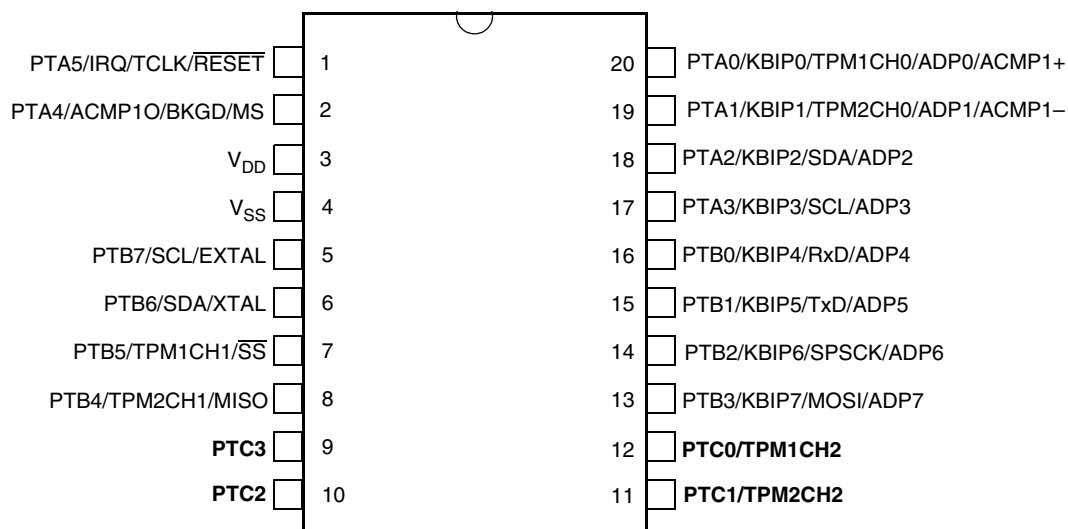 PTA5/IRQ/TCLK/RESET 1 20 PTA0/KBIP0/TPM1CH0/ADP0/ACMP1+
PTA4/ACMP1O/BKGD/MS 2 19 PTA1/KBIP1/TPM2CH0/ADP1/ACMP1–
VDD 3 18 PTA2/KBIP2/SDA/ADP2
VSS 4 17 PTA3/KBIP3/SCL/ADP3
PTB7/SCL/EXTAL 5 16 PTB0/KBIP4/RxD/ADP4
PTB6/SDA/XTAL 6 15 PTB1/KBIP5/TxD/ADP5
PTB5/TPM1CH1/SS 7 14 PTB2/KBIP6/SPSCK/ADP6
PTB4/TPM2CH1/MISO 8 13 PTB3/KBIP7/MOSI/ADP7
PTC3 9 12 PTC0/TPM1CH2
PTC2 10 11 PTC1/TPM2CH2